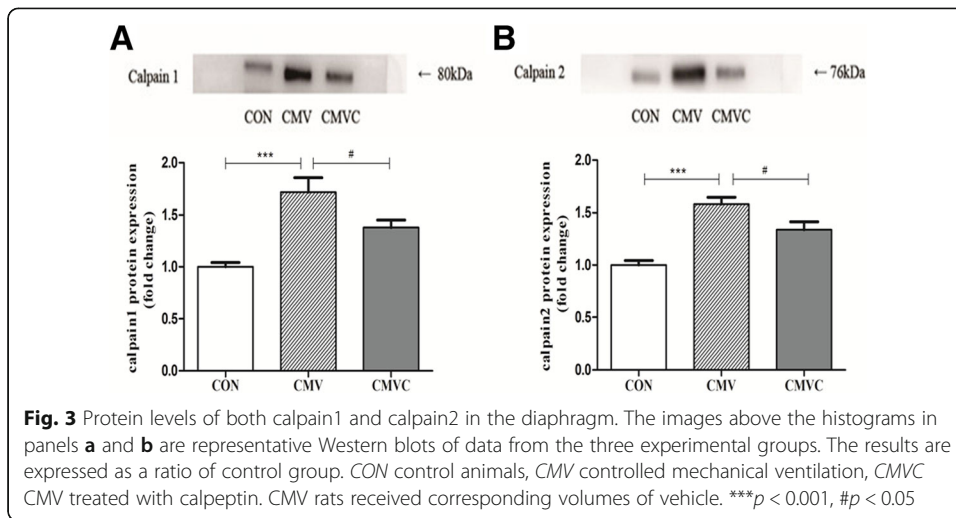 A
Calpain 1
← 80kDa
CON CMV CMVC
***
#
calpain1 protein expression
(fold change)
2.0
1.5
1.0
0.5
0.0
CON CMV CMVC
B
Calpain 2
←76kDa
CON CMV CMVC
***
#
calpain2 protein expression
(fold change)
2.0
1.5
1.0
0.5
0.0
CON CMV CMVC
Fig. 3 Protein levels of both calpain1 and calpain2 in the diaphragm. The images above the histograms in
panels a and b are representative Western blots of data from the three experimental groups. The results are
expressed as a ratio of control group. CON control animals, CMV controlled mechanical ventilation, CMVC
CMV treated with calpeptin. CMV rats received corresponding volumes of vehicle. ***p < 0.001, #p < 0.05